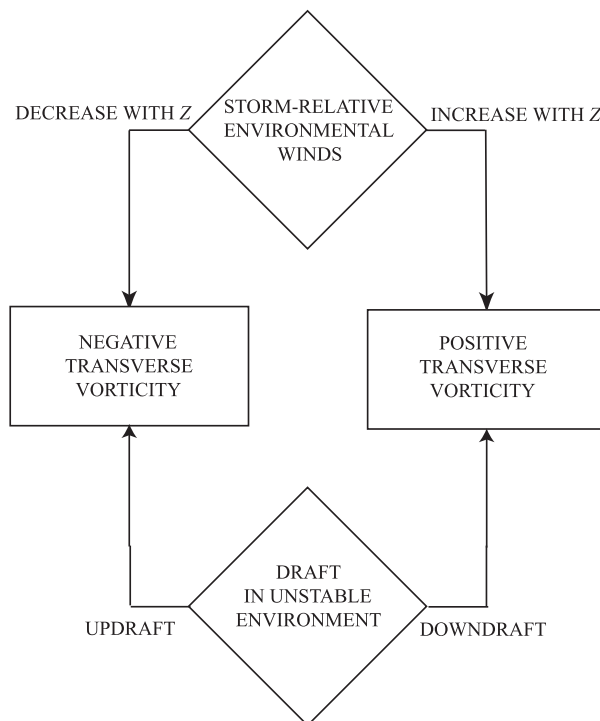 DECREASE WITH Z
STORM-RELATIVE
ENVIRONMENTAL
WINDS
INCREASE WITH Z
NEGATIVE
TRANSVERSE
VORTICITY
POSITIVE
TRANSVERSE
VORTICITY
DRAFT
IN UNSTABLE
ENVIRONMENT
UPDRAFT
DOWNDRAFT